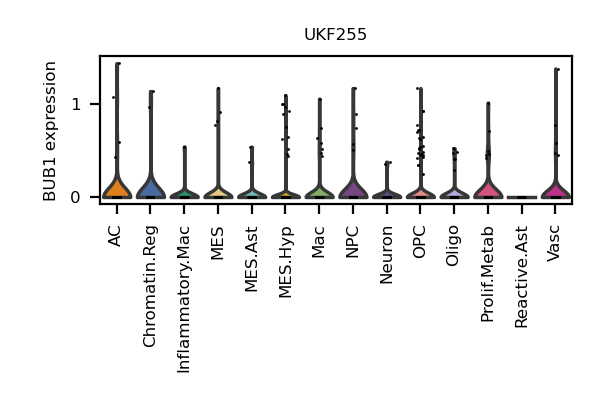 UKF255
BUB1 expression
1
0
AC
Chromatin.Reg
Inflammatory.Mac
MES
MES.Ast
MES.Hyp
Mac
NPC
Neuron
OPC
Oligo
Prolif.Metab
Reactive.Ast
Vasc